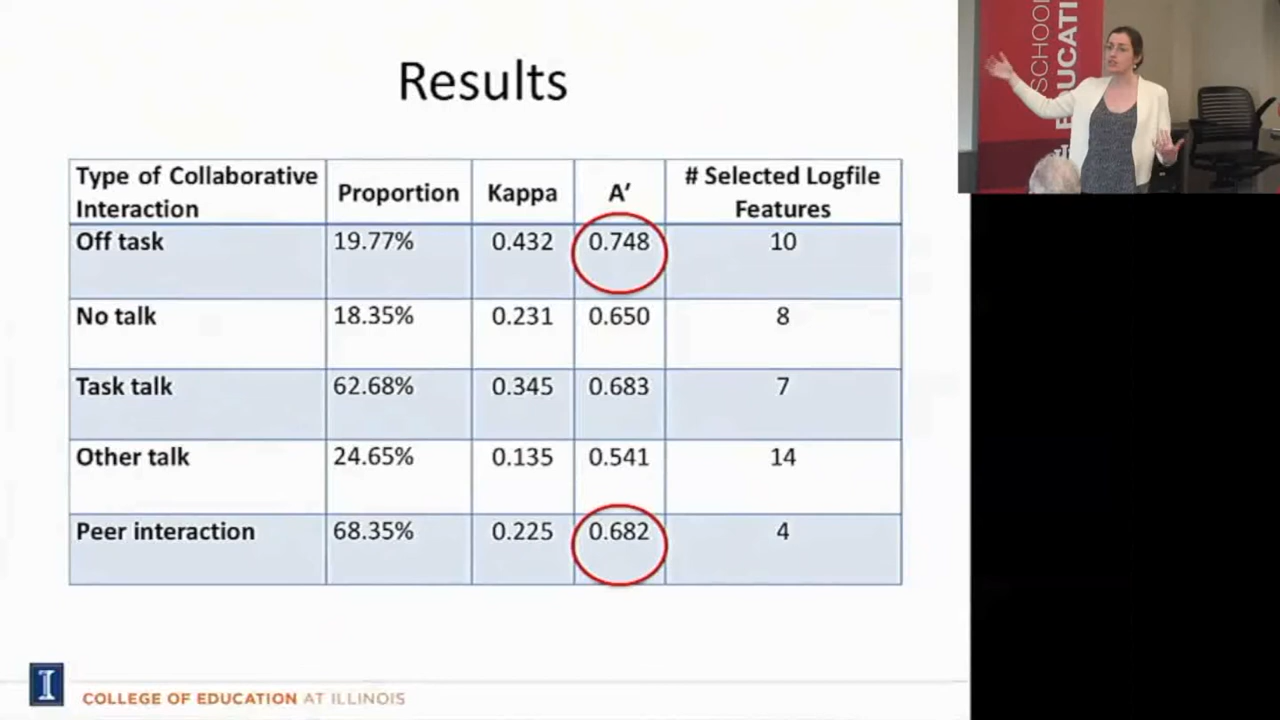 Results
Type of Collaborative
Interaction
Proportion
Kappa
A′
# Selected Logfile
Features
Off task 19.77% 0.432 0.748 10
No talk 18.35% 0.231 0.650 8
Task talk 62.68% 0.345 0.683 7
Other talk 24.65% 0.135 0.541 14
Peer interaction 68.35% 0.225 0.682 4
I
COLLEGE OF EDUCATION AT ILLINOIS
SCHOOL
EDUCATI